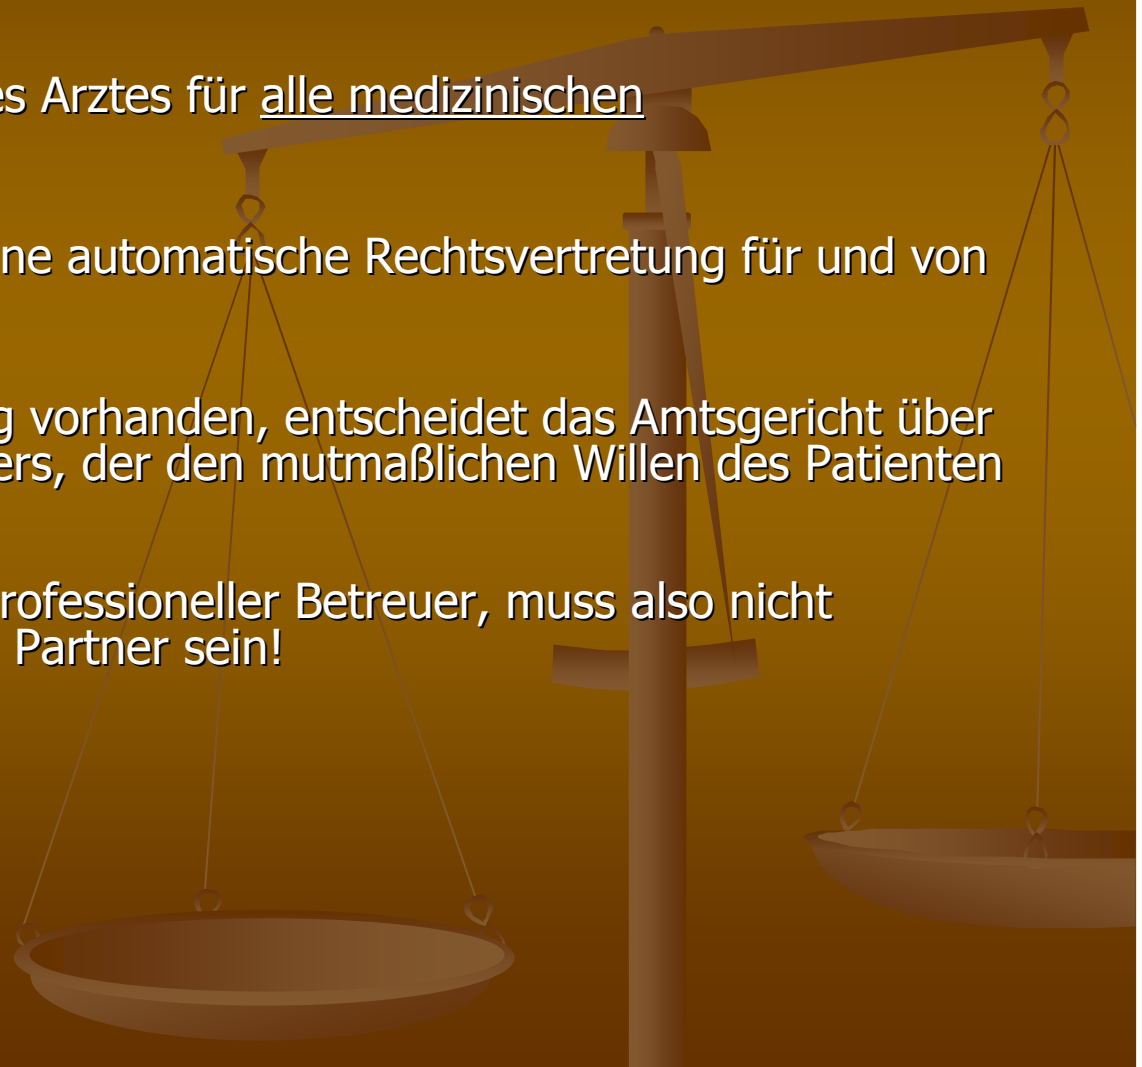 es Arztes für alle medizinischen
ne automatische Rechtsvertretung für und von
g vorhanden, entscheidet das Amtsgericht über
ers, der den mutmaßlichen Willen des Patienten
rofessioneller Betreuer, muss also nicht
Partner sein!